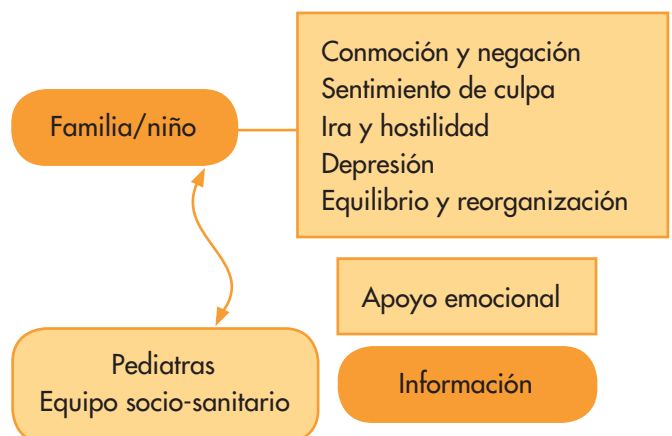 Familia/niño
Conmoción y negación
Sentimiento de culpa
Ira y hostilidad
Depresión
Equilibrio y reorganización
Apoyo emocional
Pediatras
Equipo socio-sanitario
Información